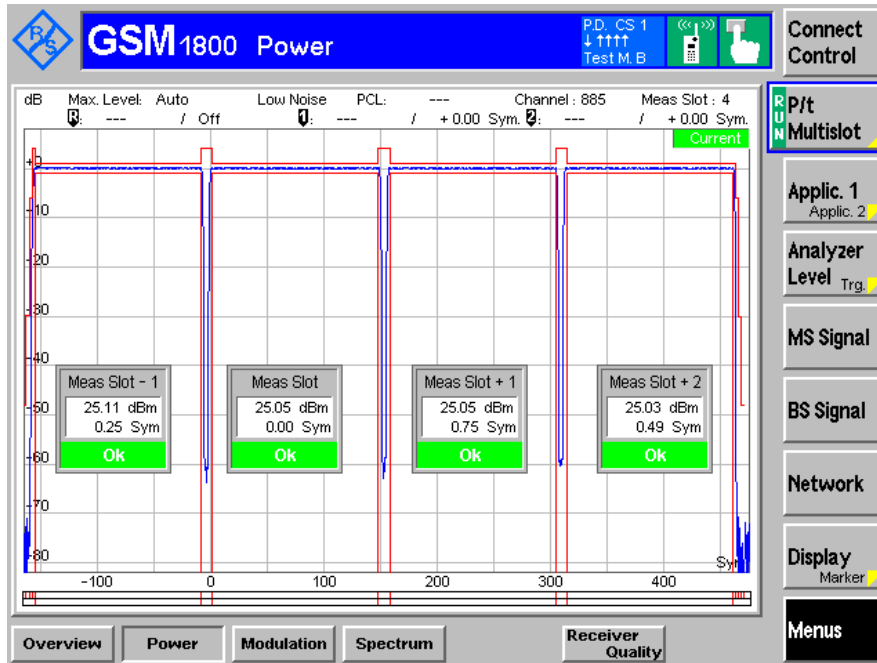 R/S
GSM 1800 Power
P.D. CS 1
↓ ↑↑↑↑
Test M. B
Connect
Control
dB Max. Level: Auto Low Noise PCL: --- Channel : 885 Meas Slot : 4
R: --- / Off 1: --- / + 0.00 Sym. 2: --- / + 0.00 Sym.
Current
RUN
P/t
Multislot
Applic. 1
Applic. 2
Analyzer
Level Trg.
MS Signal
BS Signal
Network
Display
Marker
Menus
+0
-10
-20
-30
-40
-50
-60
-70
-80
Meas Slot - 1
25.11 dBm
0.25 Sym
Ok
Meas Slot
25.05 dBm
0.00 Sym
Ok
Meas Slot + 1
25.05 dBm
0.75 Sym
Ok
Meas Slot + 2
25.03 dBm
0.49 Sym
Ok
-100 0 100 200 300 400
Overview Power Modulation Spectrum Receiver Quality